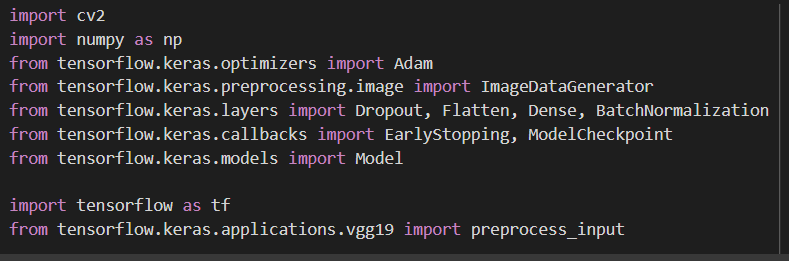 import cv2
import numpy as np
from tensorflow.keras.optimizers import Adam
from tensorflow.keras.preprocessing.image import ImageDataGenerator
from tensorflow.keras.layers import Dropout, Flatten, Dense, BatchNormalization
from tensorflow.keras.callbacks import EarlyStopping, ModelCheckpoint
from tensorflow.keras.models import Model
import tensorflow as tf
from tensorflow.keras.applications.vgg19 import preprocess_input